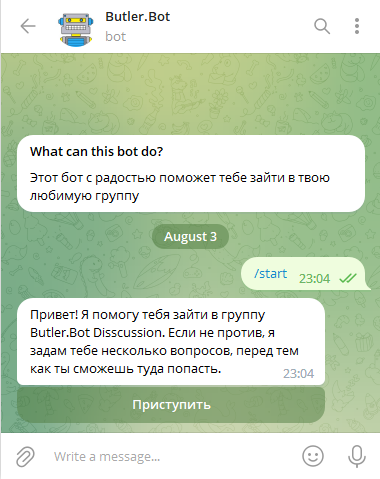 Butler.Bot
bot
What can this bot do?
Этот бот с радостью поможет тебе зайти в твою
любимую группу
August 3
/start 23:04
Привет! Я помогу тебя зайти в группу
Butler.Bot Disscussion. Если не против, я
задам тебе несколько вопросов, перед тем
как ты сможешь туда попасть. 23:04
Приступить
Write a message...